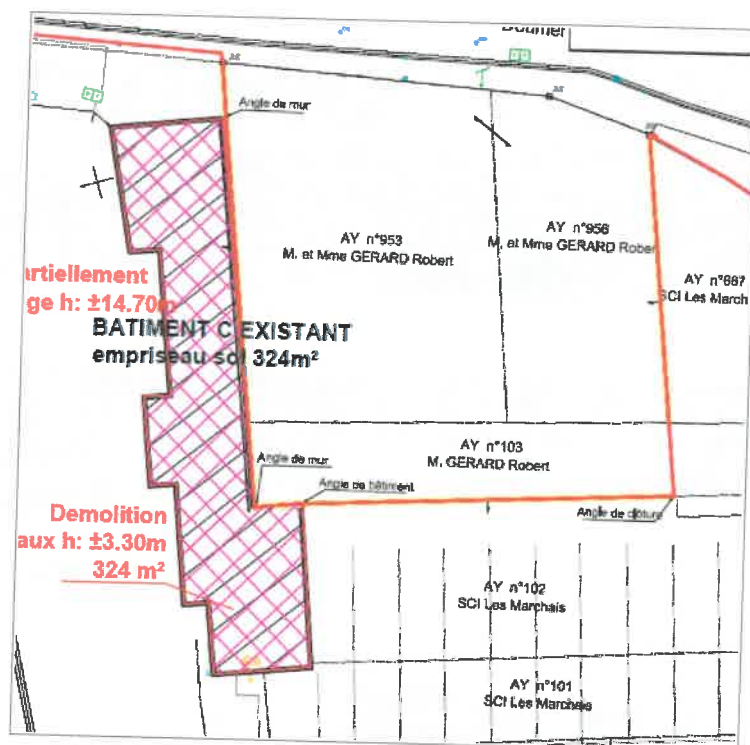 Angle de mur
AY n°953
M. et Mme GERARD Robert
AY n°956
M. et Mme GERARD Rober
AY n°667
SCI Les March
artiellement
ge h: ±14.70m
BATIMENT C EXISTANT
emprise au sol 324m²
AY n°103
M. GERARD Robert
Angle de mur
Angle de bâtiment
Angle de clôture
Demolition
aux h: ±3.30m
324 m²
AY n°102
SCI Les Marchais
AY n°101
SCI Les Marchais